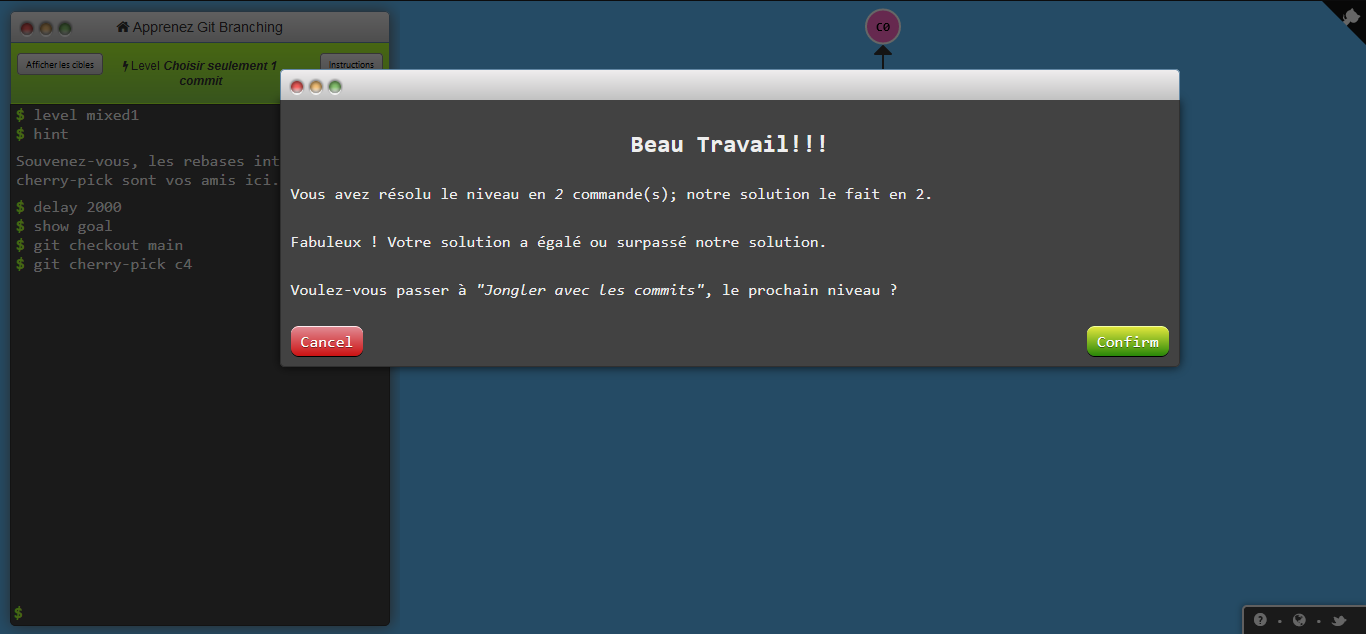 Apprenez Git Branching
C0
Afficher les cibles
Level Choisir seulement 1
commit
Instructions
$ level mixed1
$ hint
Souvenez-vous, les rebases int
cherry-pick sont vos amis ici.
$ delay 2000
$ show goal
$ git checkout main
$ git cherry-pick c4
$
Beau Travail!!!
Vous avez résolu le niveau en 2 commande(s); notre solution le fait en 2.
Fabuleux ! Votre solution a égalé ou surpassé notre solution.
Voulez-vous passer à "Jongler avec les commits", le prochain niveau ?
Cancel
Confirm